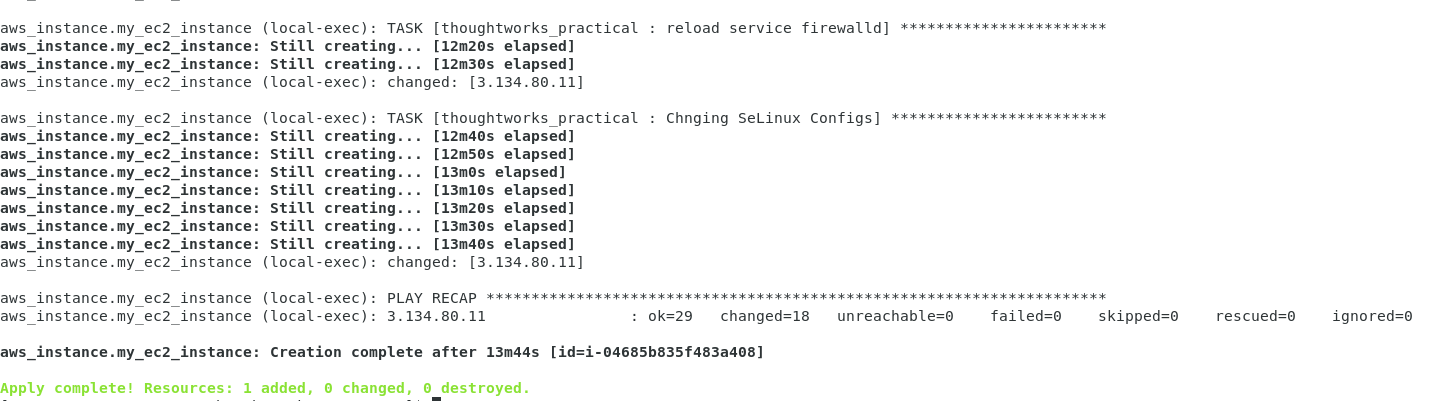 aws_instance.my_ec2_instance (local-exec): TASK [thoughtworks_practical : reload service firewalld] ***********************
aws_instance.my_ec2_instance: Still creating... [12m20s elapsed]
aws_instance.my_ec2_instance: Still creating... [12m30s elapsed]
aws_instance.my_ec2_instance (local-exec): changed: [3.134.80.11]
aws_instance.my_ec2_instance (local-exec): TASK [thoughtworks_practical : Chnging SeLinux Configs] ************************
aws_instance.my_ec2_instance: Still creating... [12m40s elapsed]
aws_instance.my_ec2_instance: Still creating... [12m50s elapsed]
aws_instance.my_ec2_instance: Still creating... [13m0s elapsed]
aws_instance.my_ec2_instance: Still creating... [13m10s elapsed]
aws_instance.my_ec2_instance: Still creating... [13m20s elapsed]
aws_instance.my_ec2_instance: Still creating... [13m30s elapsed]
aws_instance.my_ec2_instance: Still creating... [13m40s elapsed]
aws_instance.my_ec2_instance (local-exec): changed: [3.134.80.11]
aws_instance.my_ec2_instance (local-exec): PLAY RECAP *********************************************************************
aws_instance.my_ec2_instance (local-exec): 3.134.80.11                : ok=29   changed=18   unreachable=0    failed=0    skipped=0    rescued=0    ignored=0
aws_instance.my_ec2_instance: Creation complete after 13m44s [id=i-04685b835f483a408]
Apply complete! Resources: 1 added, 0 changed, 0 destroyed.